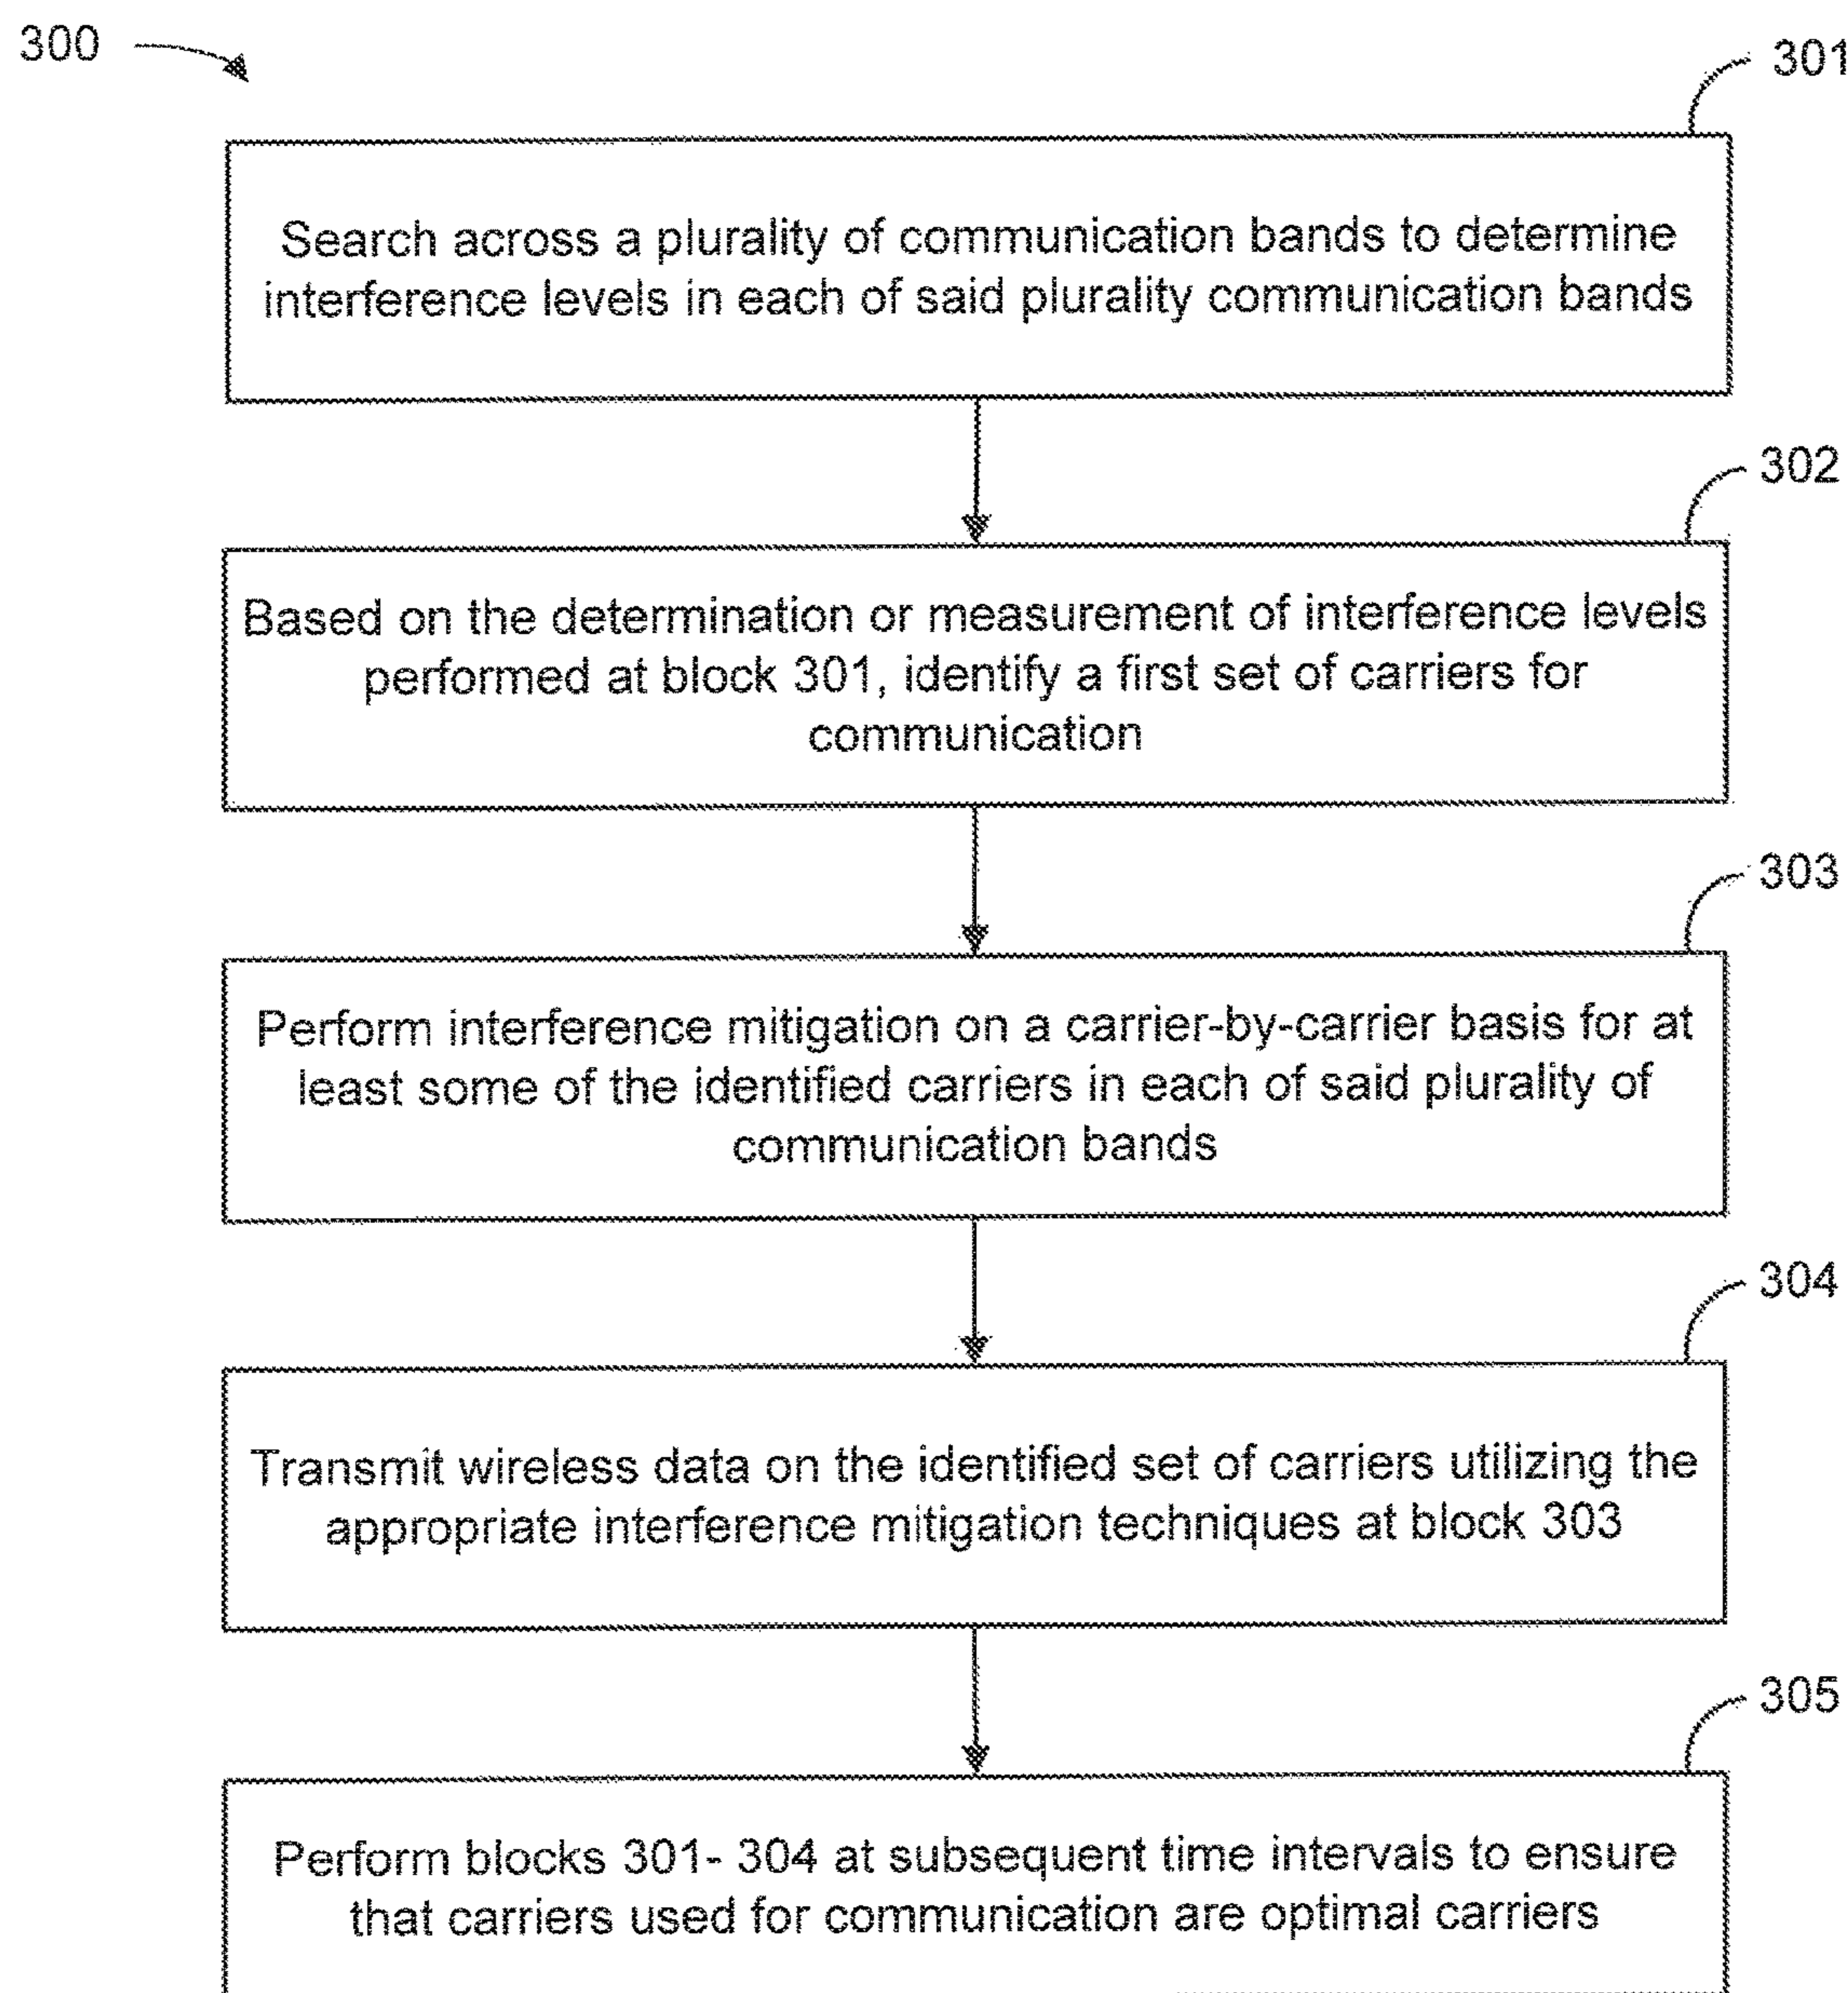 300
301
Search across a plurality of communication bands to determine
interference levels in each of said plurality communication bands
302
Based on the determination or measurement of interference levels
performed at block 301, identify a first set of carriers for
communication
303
Perform interference mitigation on a carrier-by-carrier basis for at
least some of the identified carriers in each of said plurality of
communication bands
304
Transmit wireless data on the identified set of carriers utilizing the
appropriate interference mitigation techniques at block 303
305
Perform blocks 301- 304 at subsequent time intervals to ensure
that carriers used for communication are optimal carriers